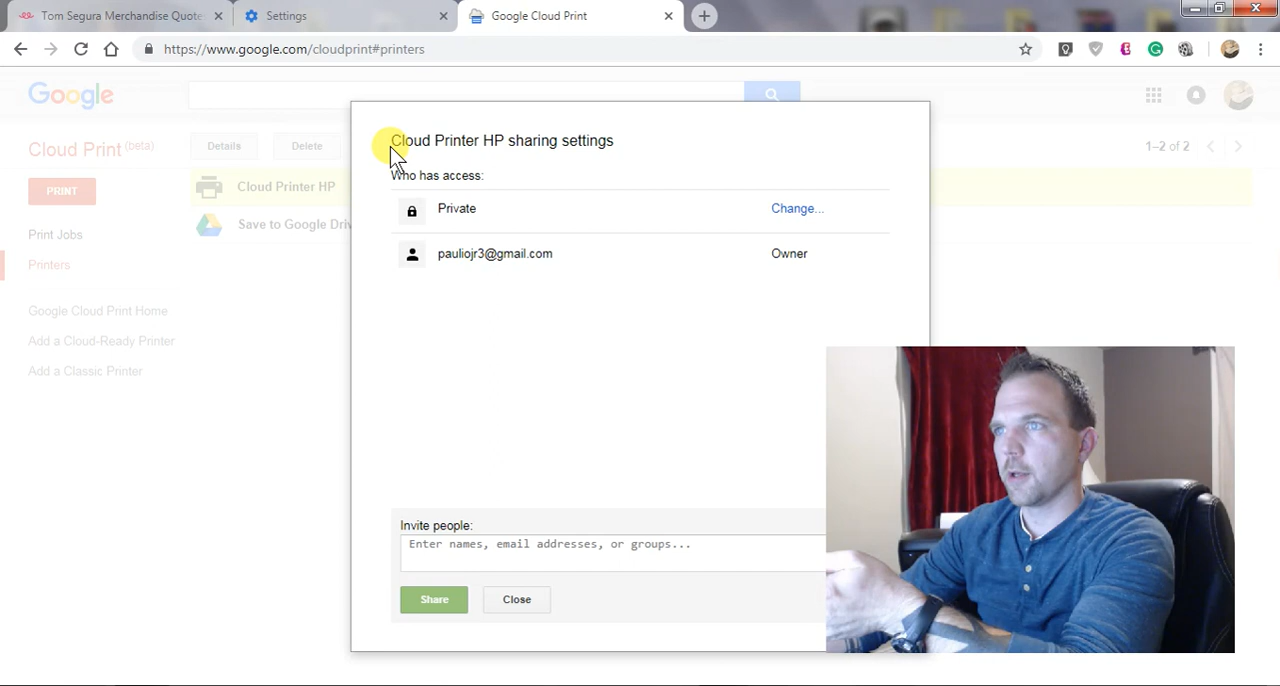 Tom Segura Merchandise Quote
Settings
Google Cloud Print
https://www.google.com/cloudprint#printers
Google
Cloud Print (beta)
Details
Delete
1–2 of 2
PRINT
Cloud Printer HP
Save to Google Driv
Print Jobs
Printers
Google Cloud Print Home
Add a Cloud-Ready Printer
Add a Classic Printer
Cloud Printer HP sharing settings
Who has access:
Private
Change...
pauliojr3@gmail.com
Owner
Invite people:
Enter names, email addresses, or groups...
Share
Close